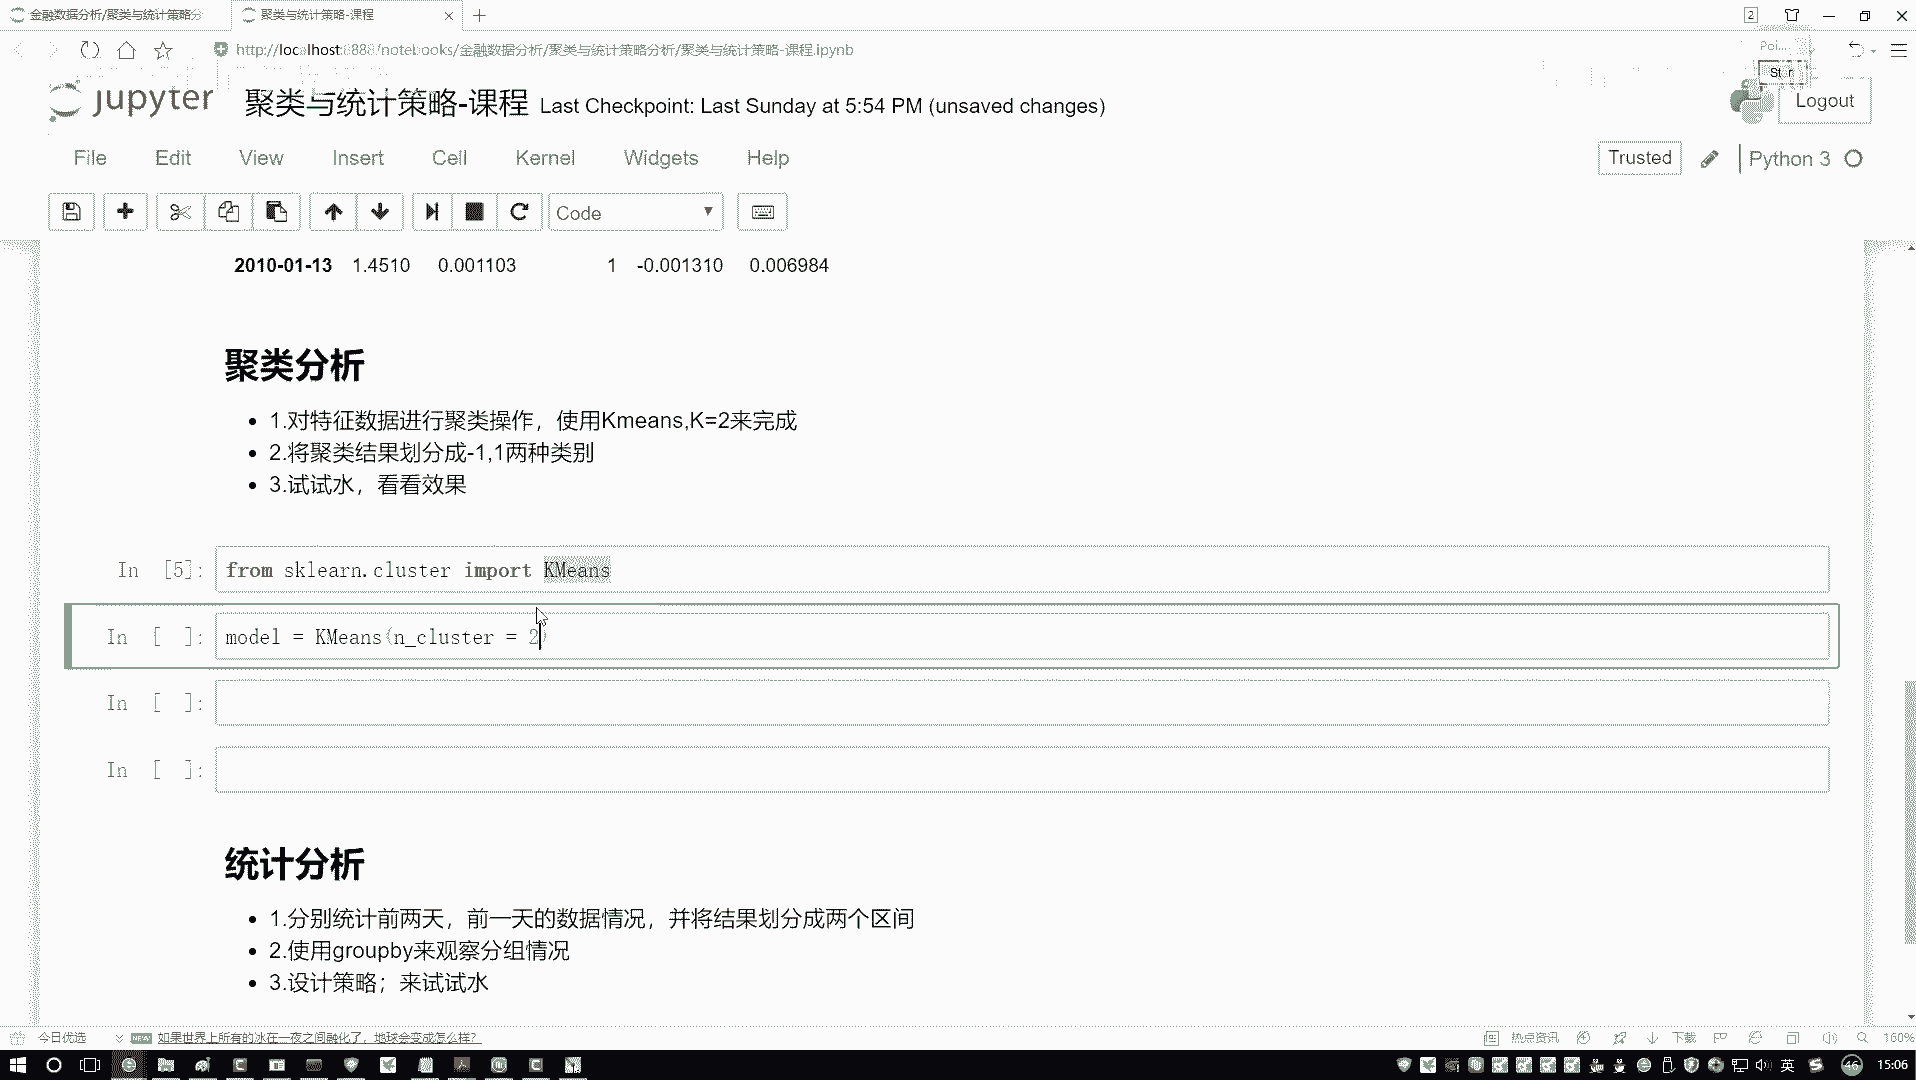 金融数据分析/聚类与统计策略分
聚类与统计策略-课程
2
http://localhost:8888/notebooks/金融数据分析/聚类与统计策略分析/聚类与统计策略-课程.ipynb
jupyter
聚类与统计策略-课程 Last Checkpoint: Last Sunday at 5:54 PM (unsaved changes)
Logout
File Edit View Insert Cell Kernel Widgets Help
Trusted
Python 3
Code
2010-01-13 1.4510 0.001103 1 -0.001310 0.006984
聚类分析
• 1.对特征数据进行聚类操作，使用Kmeans,K=2来完成
• 2.将聚类结果划分成-1,1两种类别
• 3.试试水，看看效果
In [5]: from sklearn.cluster import KMeans
In [ ]: model = KMeans(n_cluster = 2)
In [ ]:
In [ ]:
统计分析
• 1.分别统计前两天，前一天的数据情况，并将结果划分成两个区间
• 2.使用groupby来观察分组情况
• 3.设计策略；来试试水
今日优选
NEW
如果世界上所有的冰在一夜之间融化了，地球会变成怎么样？
热点资讯
下载
160%
英
46
15:06